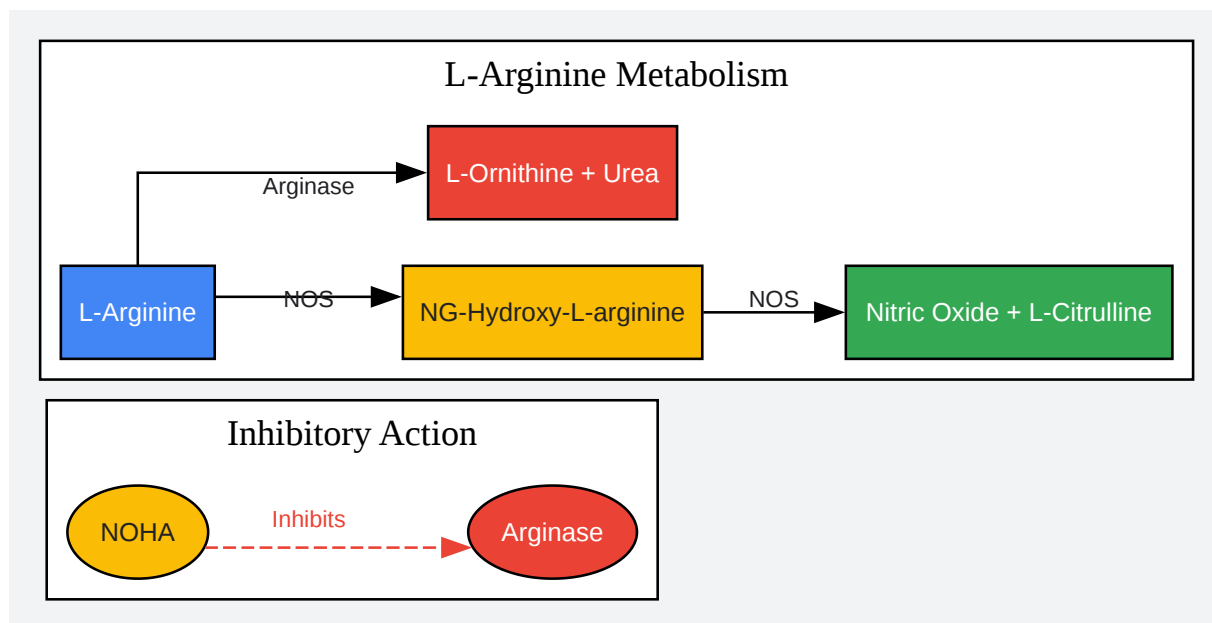 L-Arginine Metabolism
L-Ornithine + Urea
Arginase
L-Arginine
NOS
NG-Hydroxy-L-arginine
NOS
Nitric Oxide + L-Citrulline
Inhibitory Action
NOHA
Inhibits
Arginase